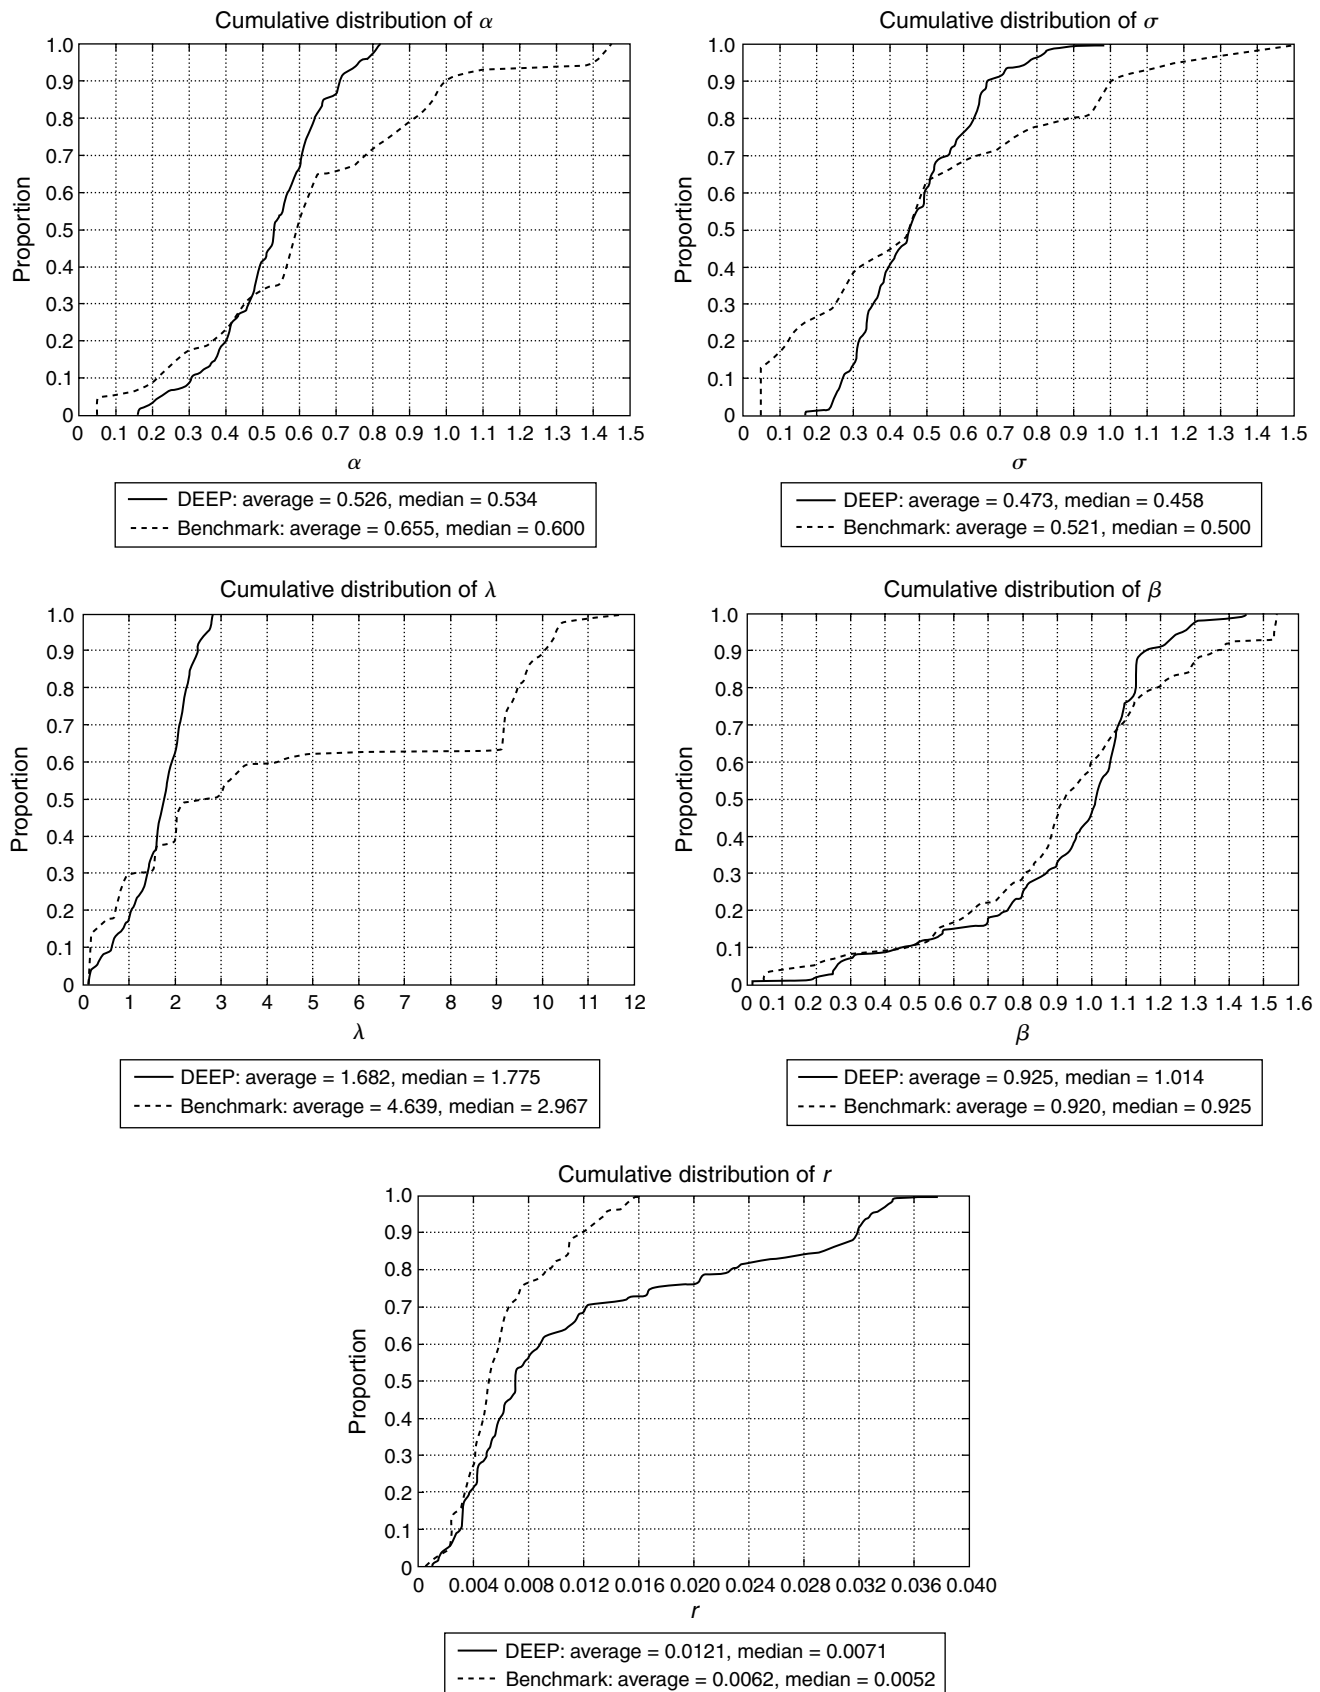 Cumulative distribution of α
1.0
0.9
0.8
0.7
0.6
0.5
0.4
0.3
0.2
0.1
0
Proportion
0 0.1 0.2 0.3 0.4 0.5 0.6 0.7 0.8 0.9 1.0 1.1 1.2 1.3 1.4 1.5
α
DEEP: average = 0.526, median = 0.534
Benchmark: average = 0.655, median = 0.600
Cumulative distribution of σ
1.0
0.9
0.8
0.7
0.6
0.5
0.4
0.3
0.2
0.1
0
Proportion
0 0.1 0.2 0.3 0.4 0.5 0.6 0.7 0.8 0.9 1.0 1.1 1.2 1.3 1.4 1.5
σ
DEEP: average = 0.473, median = 0.458
Benchmark: average = 0.521, median = 0.500
Cumulative distribution of λ
1.0
0.9
0.8
0.7
0.6
0.5
0.4
0.3
0.2
0.1
0
Proportion
0 1 2 3 4 5 6 7 8 9 10 11 12
λ
DEEP: average = 1.682, median = 1.775
Benchmark: average = 4.639, median = 2.967
Cumulative distribution of β
1.0
0.9
0.8
0.7
0.6
0.5
0.4
0.3
0.2
0.1
0
Proportion
0 0.1 0.2 0.3 0.4 0.5 0.6 0.7 0.8 0.9 1.0 1.1 1.2 1.3 1.4 1.5 1.6
β
DEEP: average = 0.925, median = 1.014
Benchmark: average = 0.920, median = 0.925
Cumulative distribution of r
1.0
0.9
0.8
0.7
0.6
0.5
0.4
0.3
0.2
0.1
0
Proportion
0 0.004 0.008 0.012 0.016 0.020 0.024 0.028 0.032 0.036 0.040
r
DEEP: average = 0.0121, median = 0.0071
Benchmark: average = 0.0062, median = 0.0052